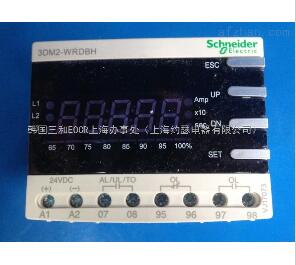 3DM2-WRDBH
Schneider
Electric
ESC
UP
L1
L2
Amp
x10
sec
DN
韩国三和EOCR上海办事处（上海约瑟电器有限公司）
65 70 75 80 85 90 95 100%
SET
24VDC
AL/UL/TO
OL
OL
(+) (-)
A1 A2 07 08 95 96 97 98